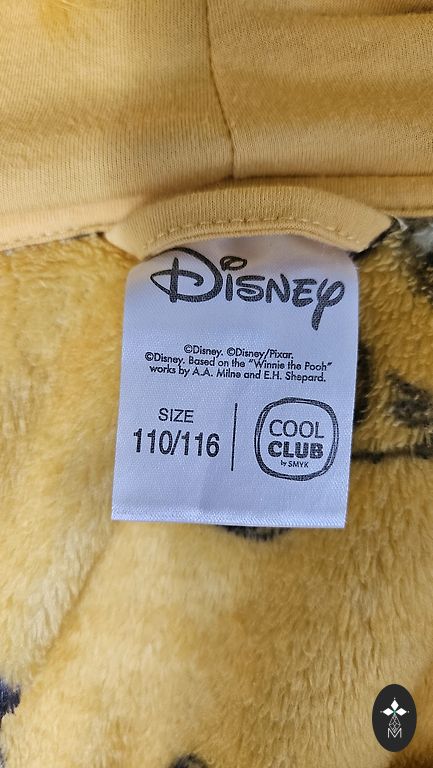 Disney
©Disney. ©Disney/Pixar.
©Disney. Based on the "Winnie the Pooh"
works by A.A. Milne and E.H. Shepard.
SIZE
110/116
COOL
CLUB
by SMYK
M